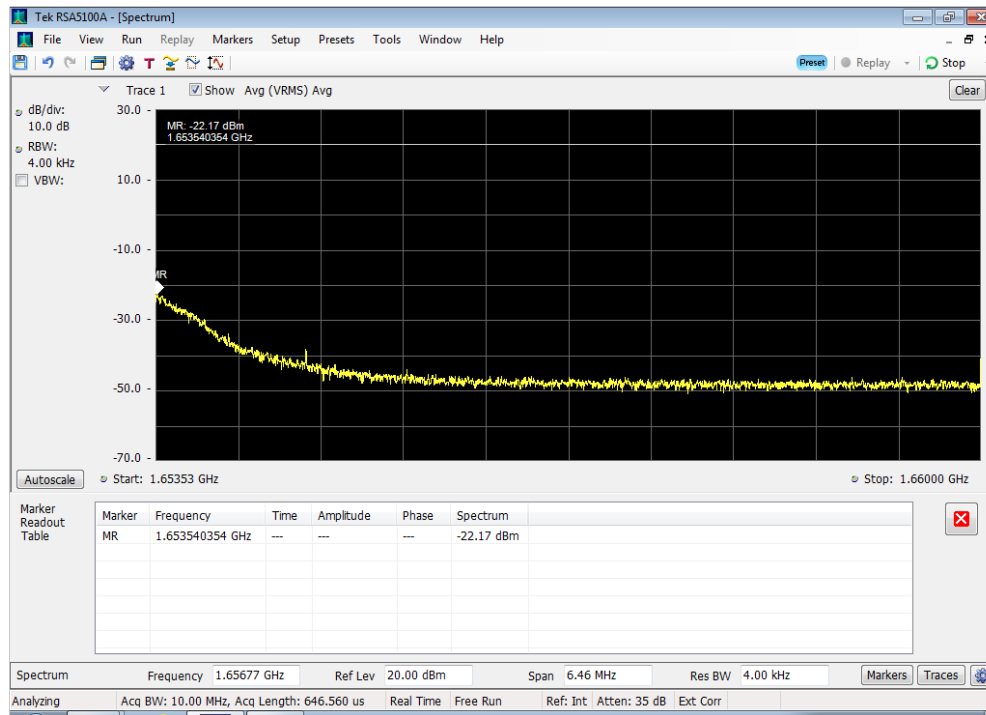 Tek RSA5100A - [Spectrum]
File View Run Replay Markers Setup Presets Tools Window Help
T Preset Replay Stop
Trace 1 Show Avg (VRMS) Avg Clear
dB/div:
10.0 dB
RBW:
4.00 kHz
VBW:
30.0
MR: -22.17 dBm
1.653540354 GHz
10.0
-10.0
MR
-30.0
-50.0
-70.0
Autoscale Start: 1.65353 GHz Stop: 1.66000 GHz
Marker
Readout
Table
Marker Frequency Time Amplitude Phase Spectrum
MR 1.653540354 GHz --- --- --- -22.17 dBm
Spectrum Frequency 1.65677 GHz Ref Lev 20.00 dBm Span 6.46 MHz Res BW 4.00 kHz Markers Traces
Analyzing Acq BW: 10.00 MHz, Acq Length: 646.560 us Real Time Free Run Ref: Int Atten: 35 dB Ext Corr